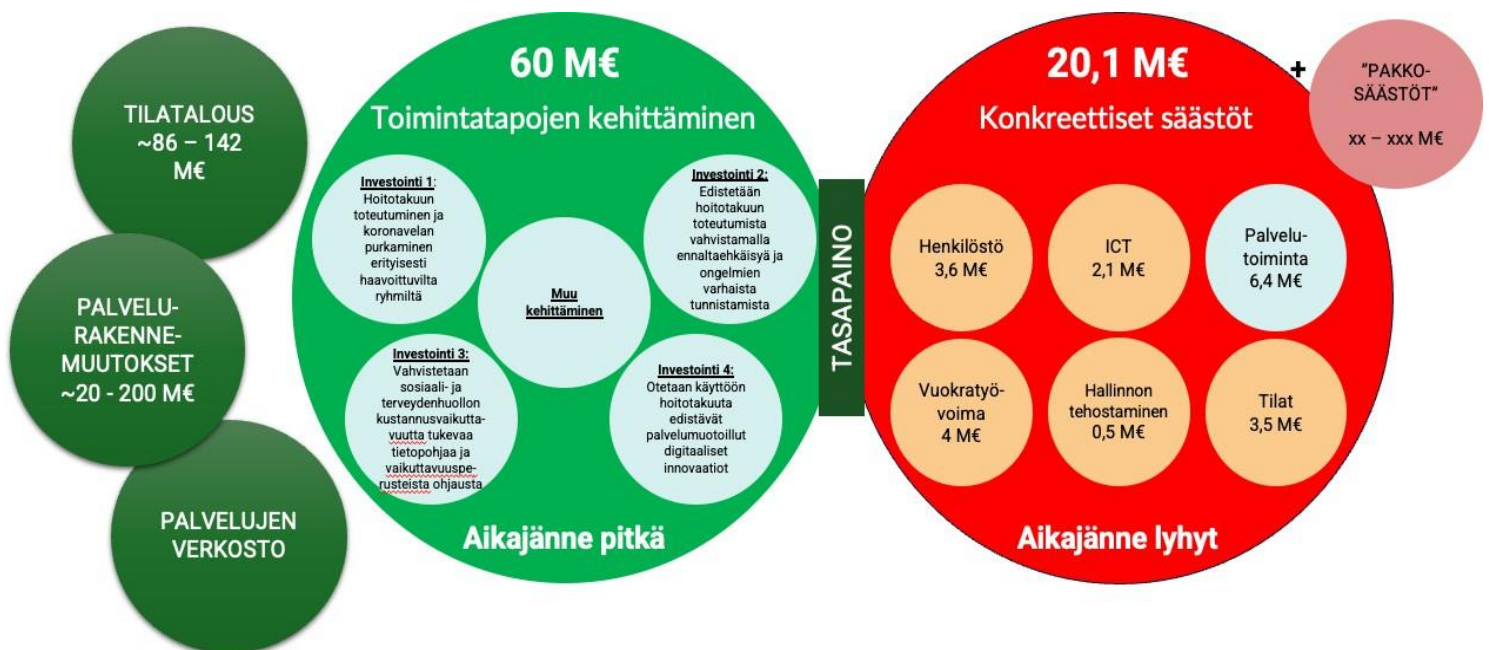 TILATALOUS
~86 – 142
M€
PALVELU-
RAKENNE-
MUUTOKSET
~20 - 200 M€
PALVELUJEN
VERKOSTO
60 M€
Toimintatapojen kehittäminen
Investointi 1:
Hoitotakuun
toteutuminen ja
koronavelan
purkaminen
erityisesti
haavoittuvilta
ryhmiltä
Investointi 2:
Edistetään
hoitotakuun
toteutumista
vahvistamalla
ennaltaehkäisyä ja
ongelmien
varhaista
tunnistamista
Muu
kehittäminen
Investointi 3:
Vahvistetaan
sosiaali- ja
terveydenhuollon
kustannusvaikutta-
vuutta tukevaa
tietopohjaa ja
vaikuttavuuspe-
rusteista ohjausta
Investointi 4:
Otetaan käyttöön
hoitotakuuta
edistävät
palvelumuotoillut
digitaaliset
innovaatiot
Aikajänne pitkä
TASAPAINO
20,1 M€
Konkreettiset säästöt
Henkilöstö
3,6 M€
ICT
2,1 M€
Palvelu-
toiminta
6,4 M€
Vuokratyö-
voima
4 M€
Hallinnon
tehostaminen
0,5 M€
Tilat
3,5 M€
Aikajänne lyhyt
+
"PAKKO-
SÄÄSTÖT"
xx – xxx M€